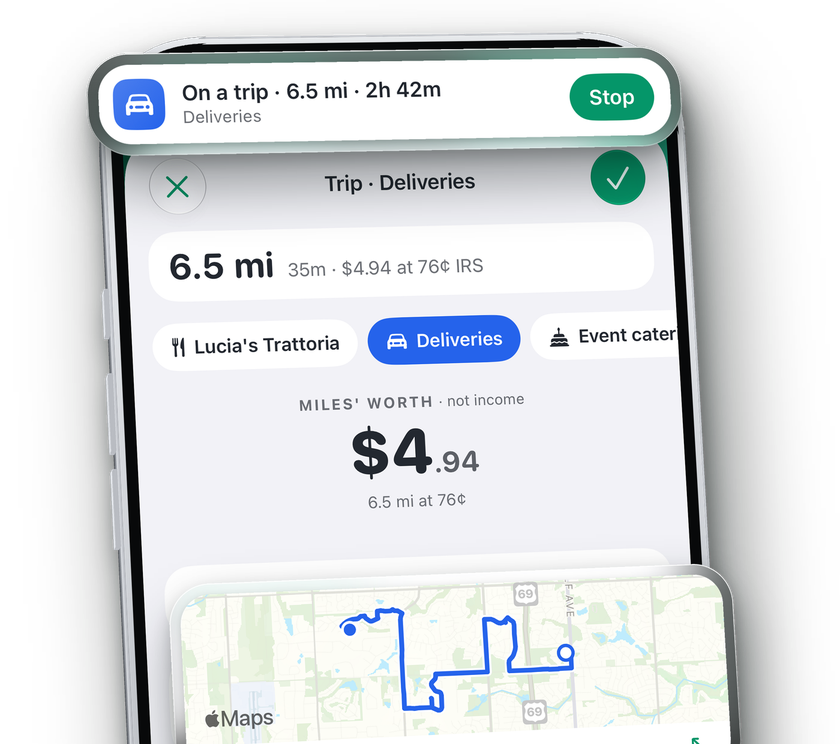 On a trip · 6.5 mi · 2h 42m
Deliveries
Stop
Trip · Deliveries
6.5 mi 35m · $4.94 at 76¢ IRS
Lucia's Trattoria
Deliveries
Event cater
MILES' WORTH · not income
$4.94
6.5 mi at 76¢
69
F AVE
69
Maps